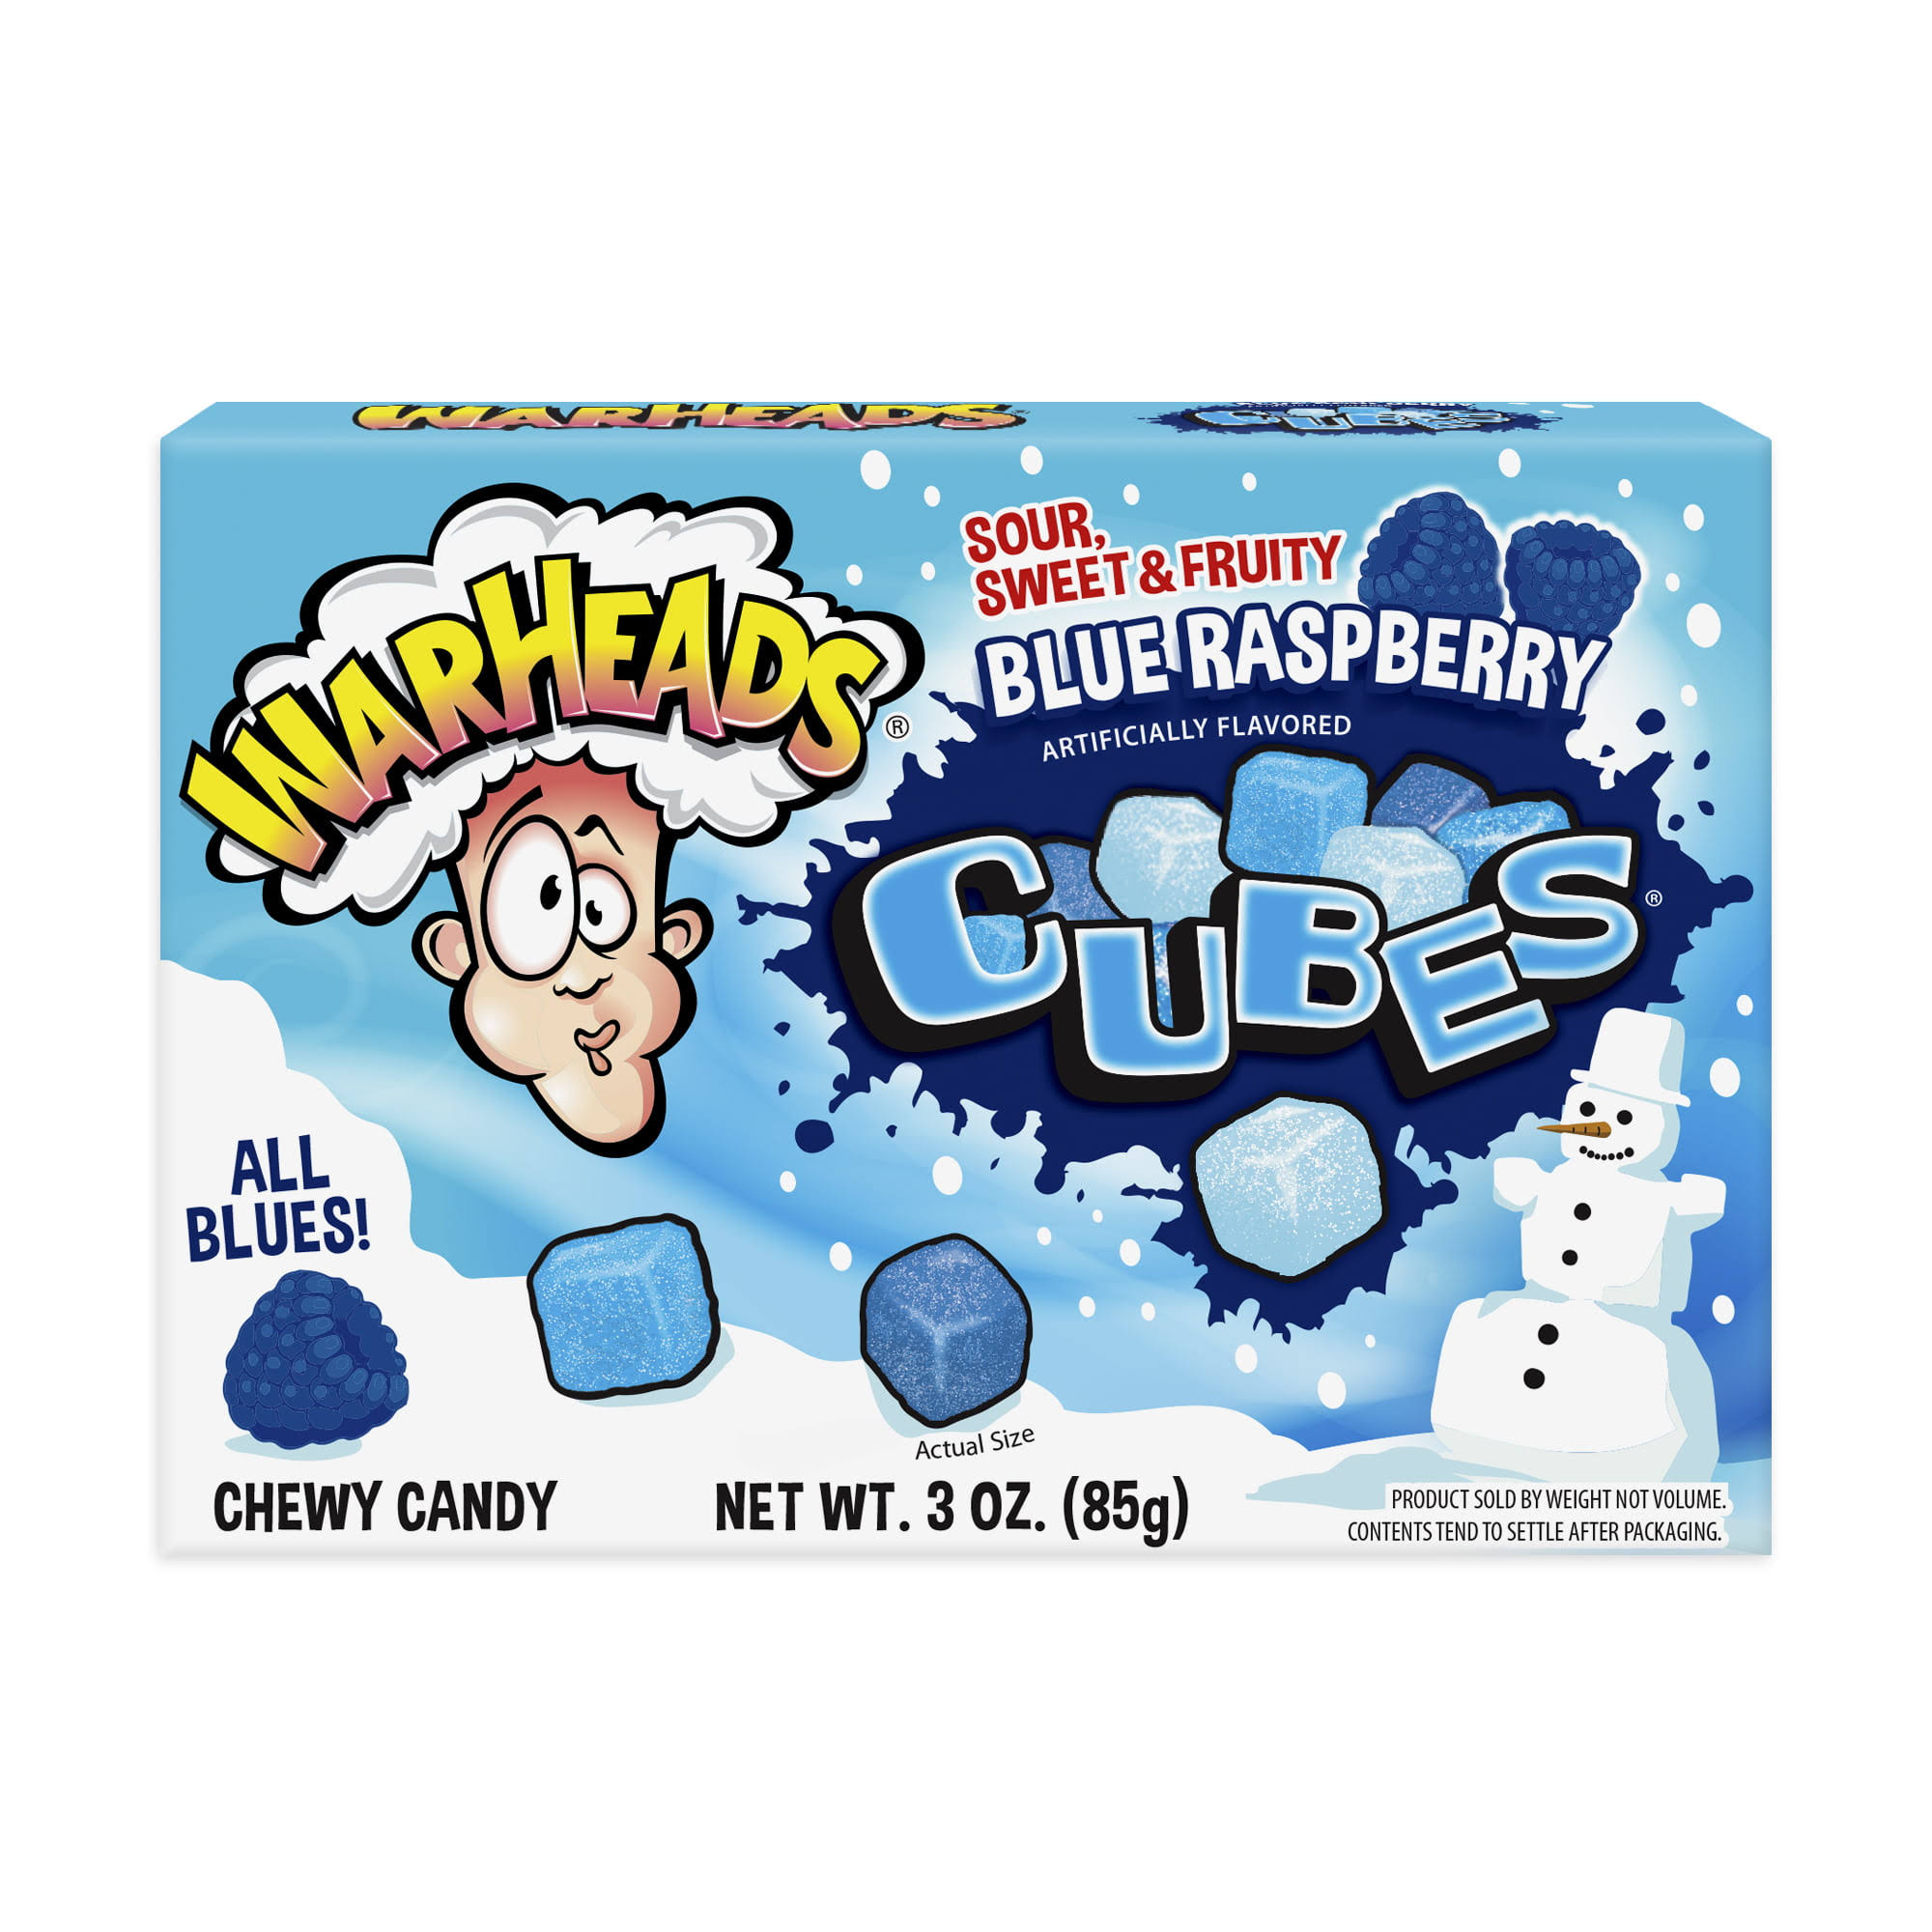 WARHEADS
CUBES
WARHEADS®
SOUR,
SWEET & FRUITY
BLUE RASPBERRY
ARTIFICIALLY FLAVORED
CUBES®
ALL
BLUES!
Actual Size
CHEWY CANDY
NET WT. 3 OZ. (85g)
PRODUCT SOLD BY WEIGHT NOT VOLUME.
CONTENTS TEND TO SETTLE AFTER PACKAGING.